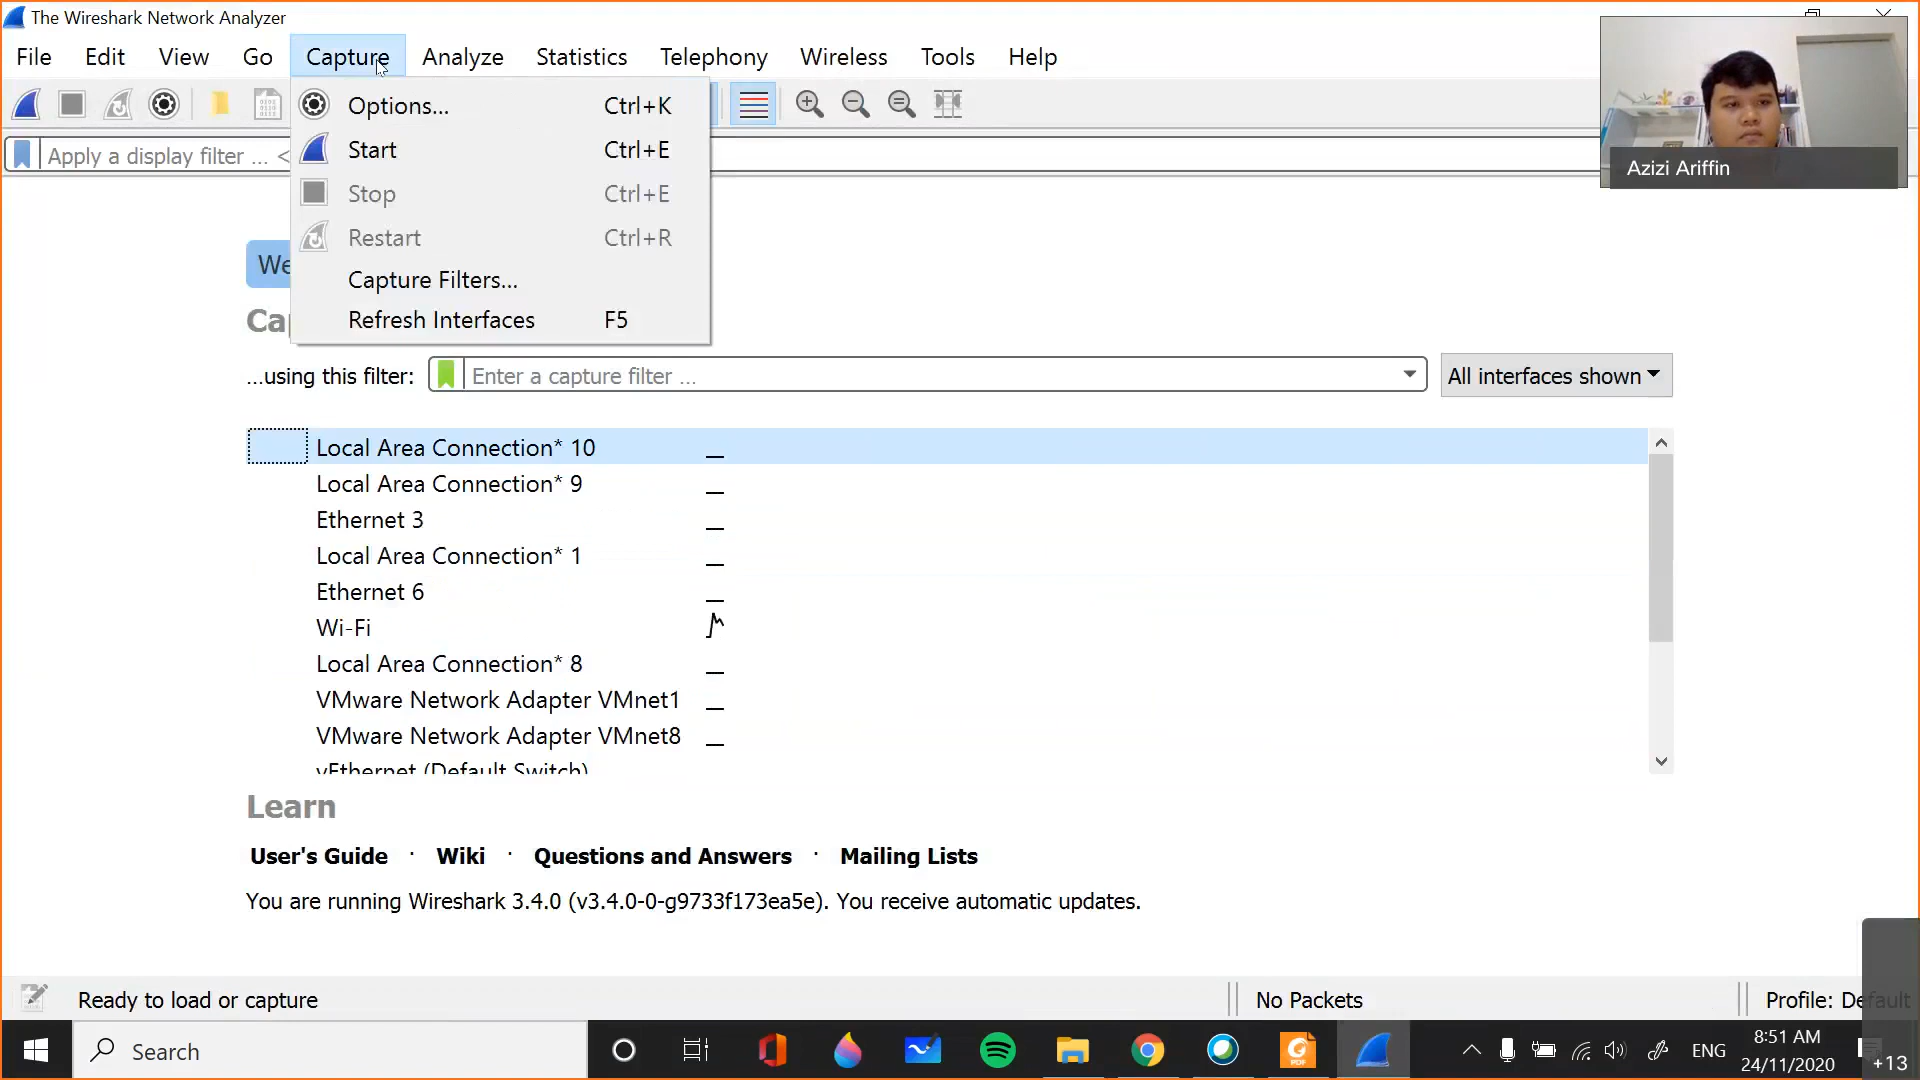 The Wireshark Network Analyzer
File Edit View Go Capture Analyze Statistics Telephony Wireless Tools Help
Options... Ctrl+K
Apply a display filter ... <
Start Ctrl+E
Azizi Ariffin
Stop Ctrl+E
Restart Ctrl+R
We
Capture Filters...
Cap
Refresh Interfaces F5
...using this filter: Enter a capture filter ... All interfaces shown
Local Area Connection* 10
Local Area Connection* 9
Ethernet 3
Local Area Connection* 1
Ethernet 6
Wi-Fi
Local Area Connection* 8
VMware Network Adapter VMnet1
VMware Network Adapter VMnet8
vEthernet (Default Switch)
Learn
User's Guide · Wiki · Questions and Answers · Mailing Lists
You are running Wireshark 3.4.0 (v3.4.0-0-g9733f173ea5e). You receive automatic updates.
Ready to load or capture No Packets Profile: Default
Search ENG 8:51 AM
24/11/2020 +13